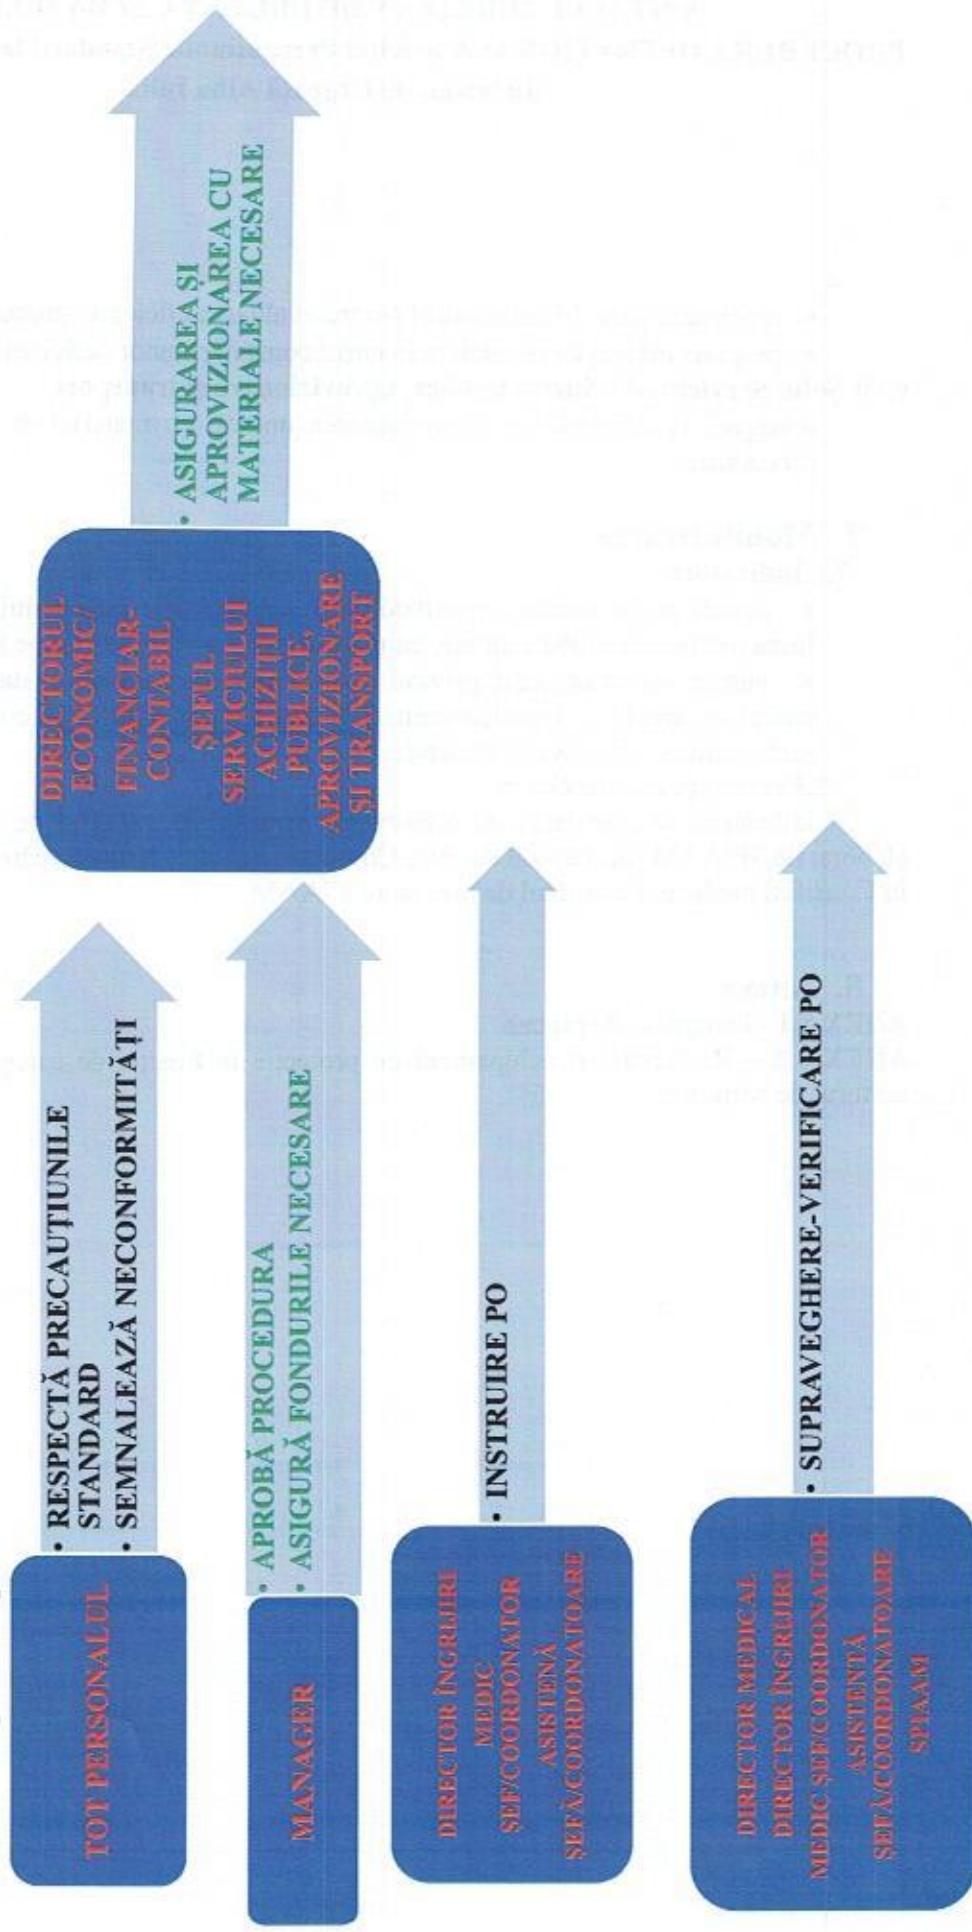 TOT PERSONALUL
• RESPECTĂ PRECAUȚIUNILE
STANDARD
• SEMNALEAZĂ NECONFORMITĂȚI
MANAGER
• APROBĂ PROCEDURA
• ASIGURĂ FONDURILE NECESARE
DIRECTORUL
ECONOMIC/
FINANCIAR-
CONTABIL
ȘEFUL
SERVICIULUI
ACHIZIȚII
PUBLICE,
APROVIZIONARE
ȘI TRANSPORT
• ASIGURAREA ȘI
APROVIZIONAREA CU
MATERIALE NECESARE
DIRECTOR ÎNGRIJIRI
MEDIC
ȘEF/COORDONATOR
ASISTENĂ
ȘEFĂ/COORDONATOARE
• INSTRUIRE PO
DIRECTOR MEDICAL
DIRECTOR ÎNGRIJIRI
MEDIC ȘEF/COORDONATOR
ASISTENTĂ
ȘEFĂ/COORDONATOARE
SPIAAM
• SUPRAVEGHERE-VERIFICARE PO